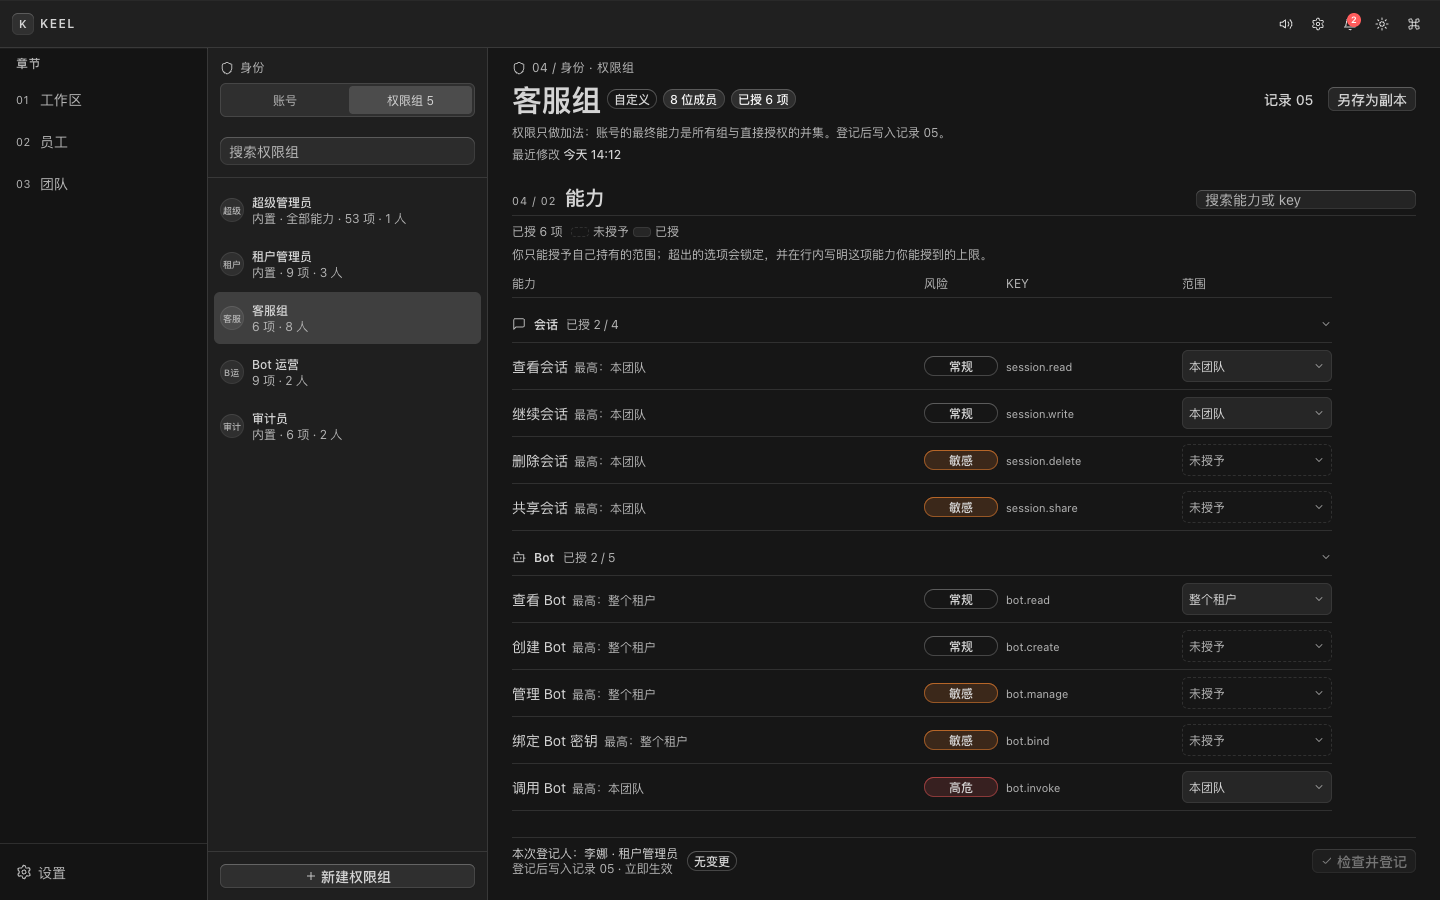 K KEEL
2
章节
01 工作区
02 员工
03 团队
设置
身份
账号 权限组 5
搜索权限组
超级 超级管理员
内置 · 全部能力 · 53 项 · 1 人
租户 租户管理员
内置 · 9 项 · 3 人
客服 客服组
6 项 · 8 人
B运 Bot 运营
9 项 · 2 人
审计 审计员
内置 · 6 项 · 2 人
+ 新建权限组
04 / 身份 · 权限组
客服组 自定义 8 位成员 已授 6 项 记录 05 另存为副本
权限只做加法：账号的最终能力是所有组与直接授权的并集。登记后写入记录 05。
最近修改 今天 14:12
04 / 02 能力 搜索能力或 key
已授 6 项 未授予 已授
你只能授予自己持有的范围；超出的选项会锁定，并在行内写明这项能力你能授到的上限。
能力 风险 KEY 范围
会话 已授 2 / 4
查看会话 最高：本团队 常规 session.read 本团队
继续会话 最高：本团队 常规 session.write 本团队
删除会话 最高：本团队 敏感 session.delete 未授予
共享会话 最高：本团队 敏感 session.share 未授予
Bot 已授 2 / 5
查看 Bot 最高：整个租户 常规 bot.read 整个租户
创建 Bot 最高：整个租户 常规 bot.create 未授予
管理 Bot 最高：整个租户 敏感 bot.manage 未授予
绑定 Bot 密钥 最高：整个租户 敏感 bot.bind 未授予
调用 Bot 最高：本团队 高危 bot.invoke 本团队
本次登记人：李娜 · 租户管理员
登记后写入记录 05 · 立即生效
无变更
检查并登记